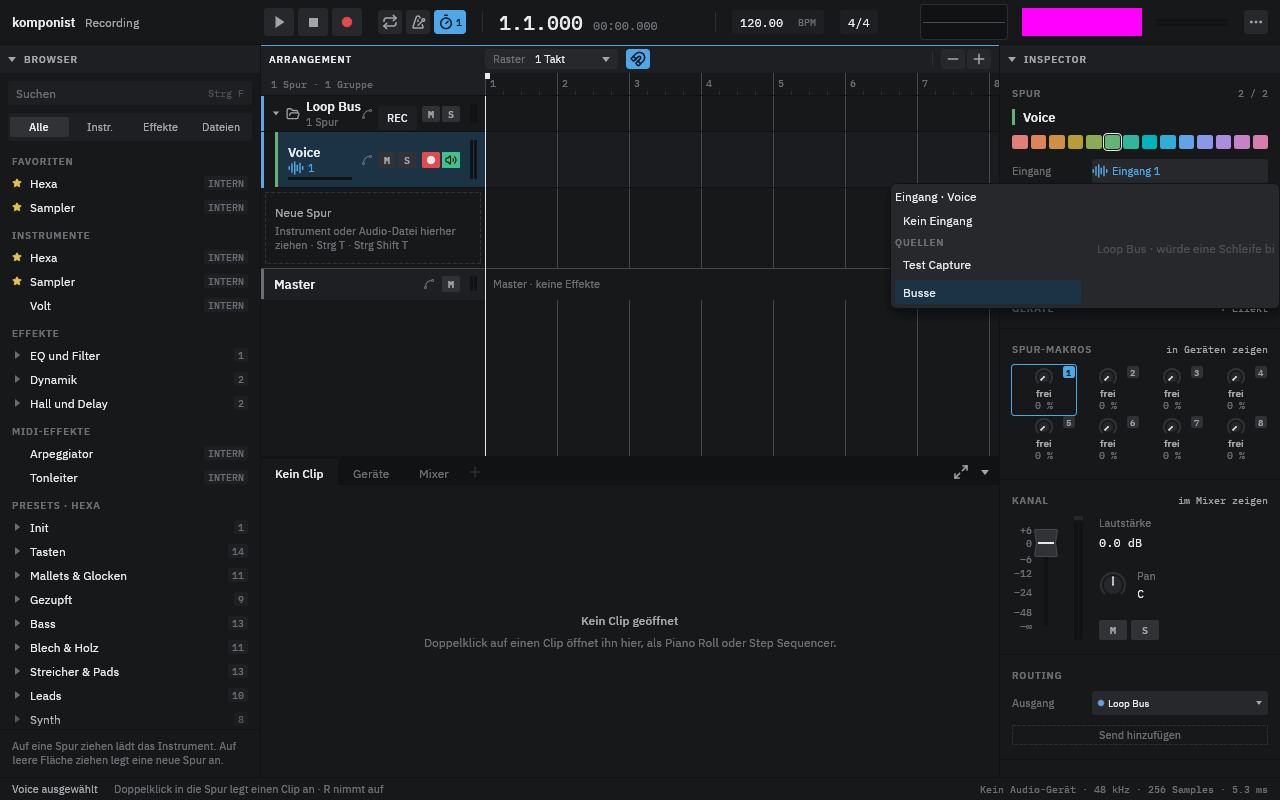 komponist Recording
1 1.1.000 00:00.000 120.00 BPM 4/4
BROWSER
Suchen Strg F
Alle Instr. Effekte Dateien
FAVORITEN
Hexa INTERN
Sampler INTERN
INSTRUMENTE
Hexa INTERN
Sampler INTERN
Volt INTERN
EFFEKTE
EQ und Filter 1
Dynamik 2
Hall und Delay 2
MIDI-EFFEKTE
Arpeggiator INTERN
Tonleiter INTERN
PRESETS · HEXA
Init 1
Tasten 14
Mallets & Glocken 11
Gezupft 9
Bass 13
Blech & Holz 11
Streicher & Pads 13
Leads 10
Synth 8
Auf eine Spur ziehen lädt das Instrument. Auf
leere Fläche ziehen legt eine neue Spur an.
ARRANGEMENT Raster 1 Takt
1 Spur · 1 Gruppe 1 2 3 4 5 6 7 8
Loop Bus REC M S
1 Spur
Voice M S
1
Neue Spur
Instrument oder Audio-Datei hierher
ziehen · Strg T · Strg Shift T
Master M Master · keine Effekte
Kein Clip Geräte Mixer
Kein Clip geöffnet
Doppelklick auf einen Clip öffnet ihn hier, als Piano Roll oder Step Sequencer.
INSPECTOR
SPUR 2 / 2
Voice
Eingang Eingang 1
Eingang · Voice
Kein Eingang
QUELLEN
Loop Bus · würde eine Schleife bi
Test Capture
Busse
GERÄTE + Effekt
SPUR-MAKROS in Geräten zeigen
1 2 3 4
frei frei frei frei
0 % 0 % 0 % 0 %
5 6 7 8
frei frei frei frei
0 % 0 % 0 % 0 %
KANAL im Mixer zeigen
+6
0
−6
−12
−24
−48
−∞
Lautstärke
0.0 dB
Pan
C
M S
ROUTING
Ausgang Loop Bus
Send hinzufügen
Voice ausgewählt Doppelklick in die Spur legt einen Clip an · R nimmt auf Kein Audio-Gerät · 48 kHz · 256 Samples · 5.3 ms